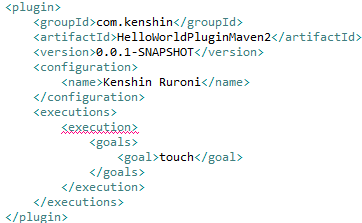 <plugin>
<groupId>com.kenshin</groupId>
<artifactId>HelloWorldPluginMaven2</artifactId>
<version>0.0.1-SNAPSHOT</version>
<configuration>
<name>Kenshin Ruroni</name>
</configuration>
<executions>
<execution>
<goals>
<goal>touch</goal>
</goals>
</execution>
</executions>
</plugin>